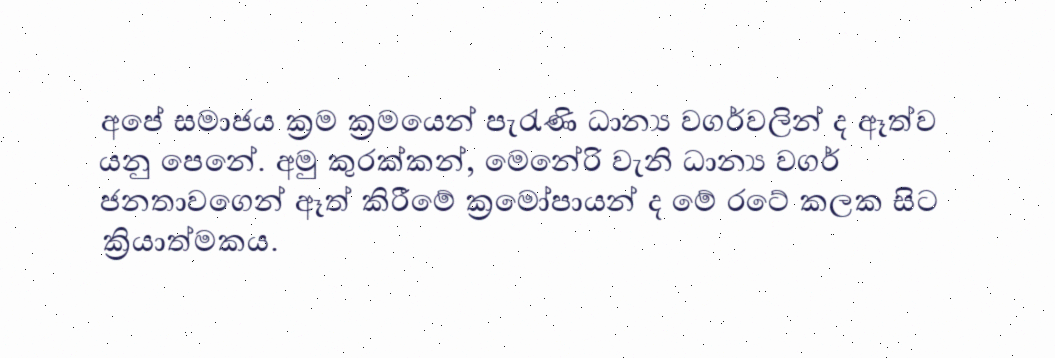 අපේ සමාජය ක්‍රම ක්‍රමයෙන් පැරණි ධාන්‍ය වගර්වලින් ද ඈත්ව
යනු පෙනේ. අමු කුරක්කන්, මෙනේරි වැනි ධාන්‍ය වගර්
ජනතාවගෙන් ඈත් කිරීමේ ක්‍රමෝපායන් ද මේ රටේ කලක සිට
ක්‍රියාත්මකය.